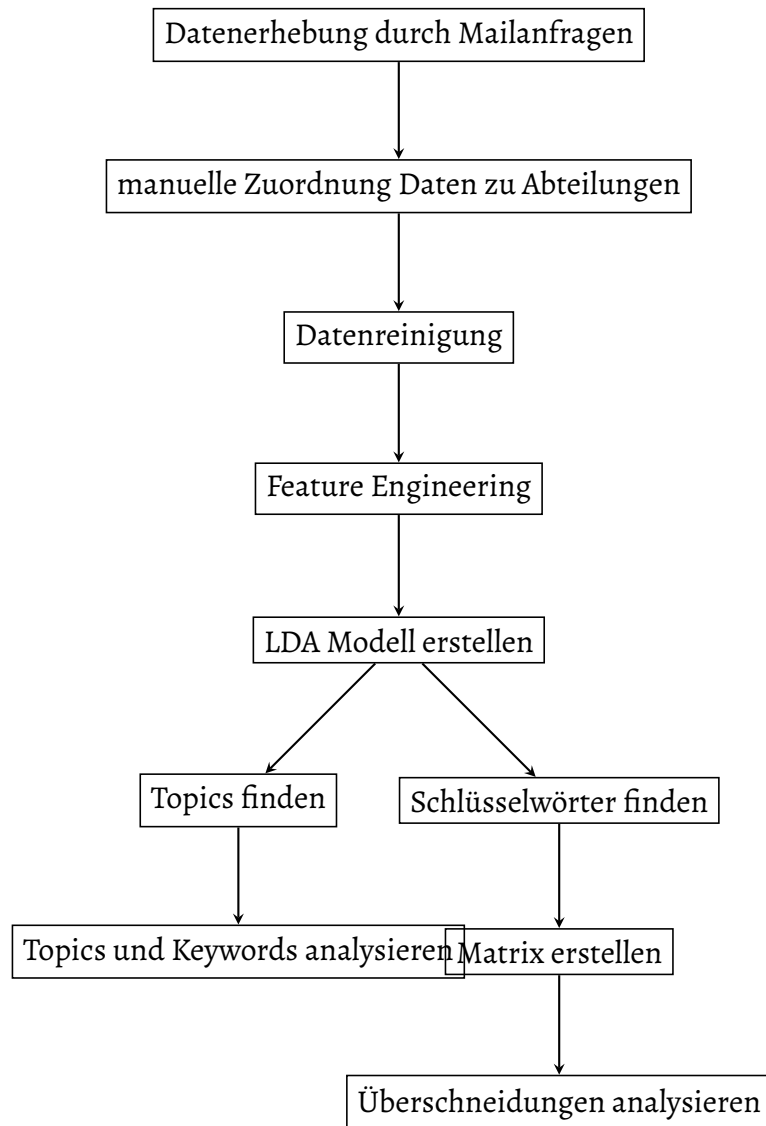 Datenerhebung durch Mailanfragen
manuelle Zuordnung Daten zu Abteilungen
Datenreinigung
Feature Engineering
LDA Modell erstellen
Topics finden
Schlüsselwörter finden
Topics und Keywords analysieren
Matrix erstellen
Überschneidungen analysieren